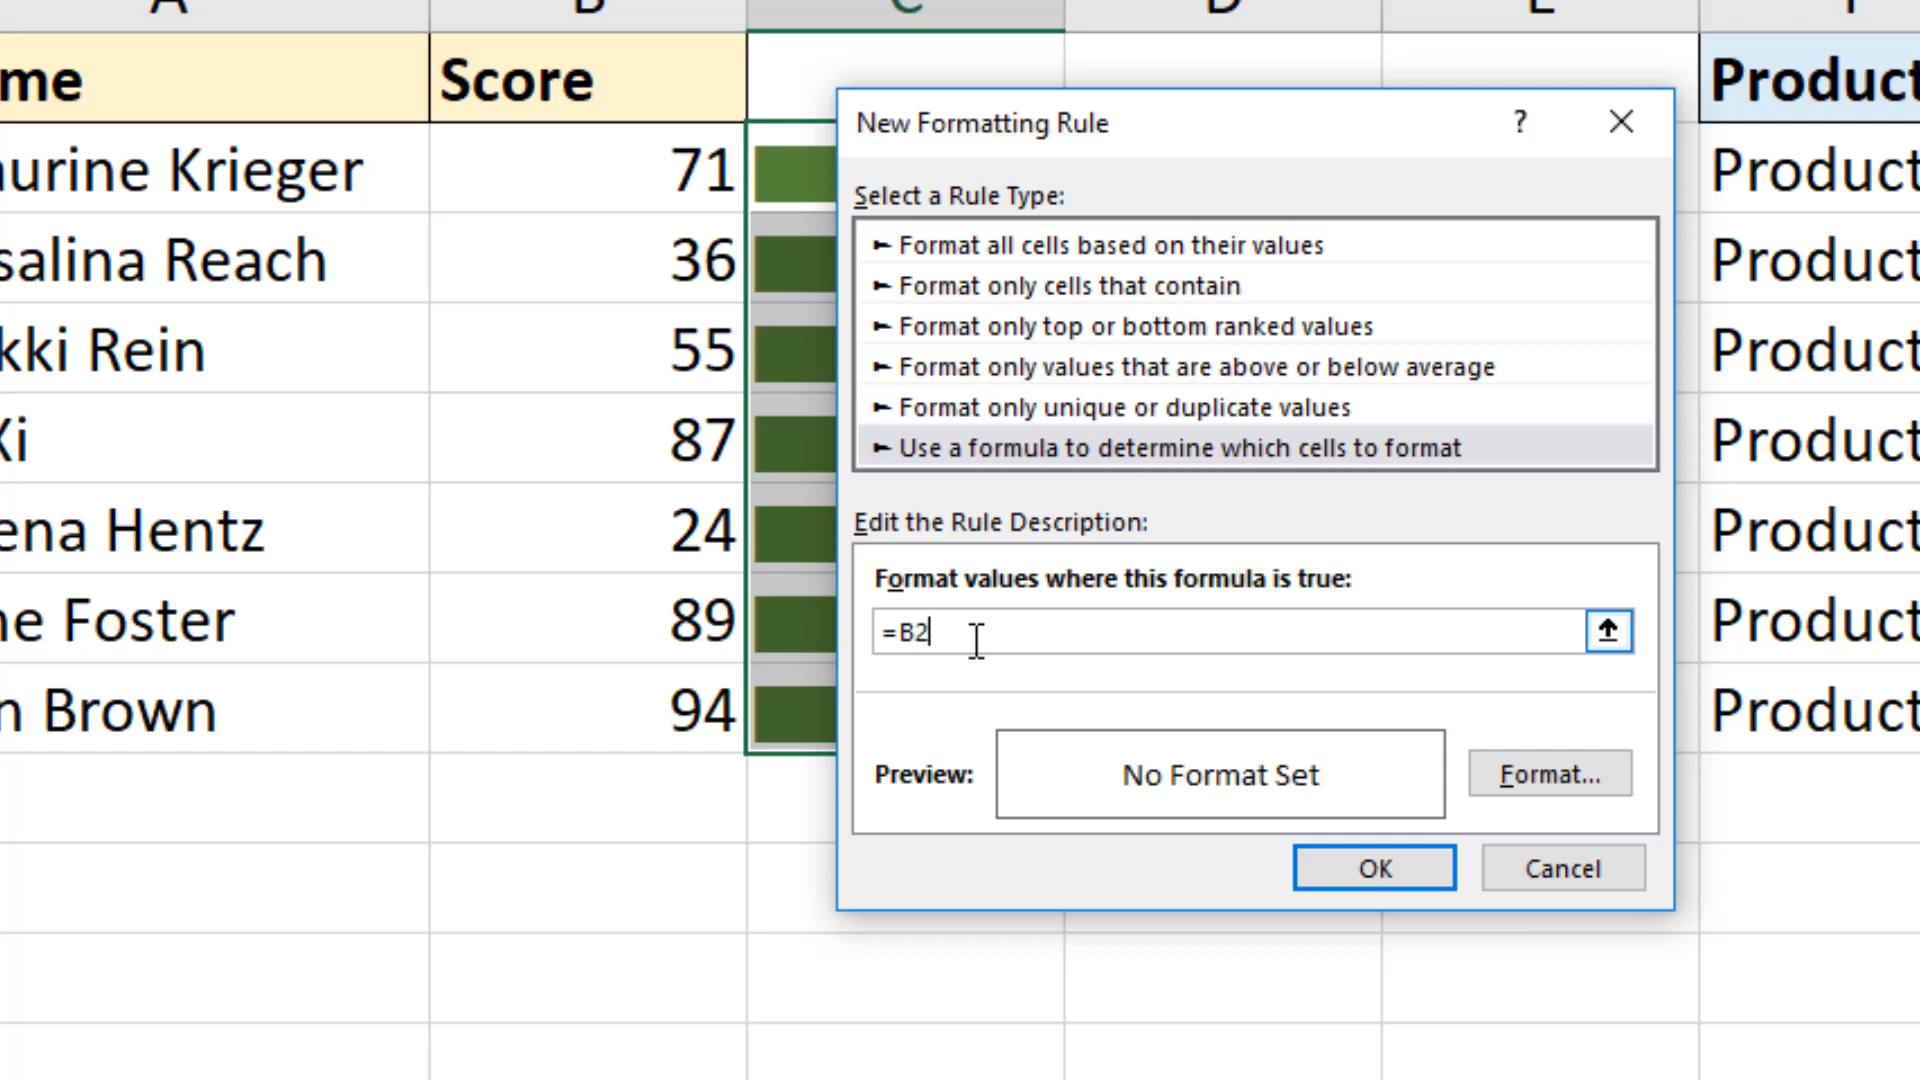 A B C D E
me Score Product
urine Krieger 71 Product
salina Reach 36 Product
kki Rein 55 Product
Xi 87 Product
ena Hentz 24 Product
ne Foster 89 Product
n Brown 94 Product
New Formatting Rule ?
Select a Rule Type:
► Format all cells based on their values
► Format only cells that contain
► Format only top or bottom ranked values
► Format only values that are above or below average
► Format only unique or duplicate values
► Use a formula to determine which cells to format
Edit the Rule Description:
Format values where this formula is true:
=B2
Preview: No Format Set Format...
OK Cancel